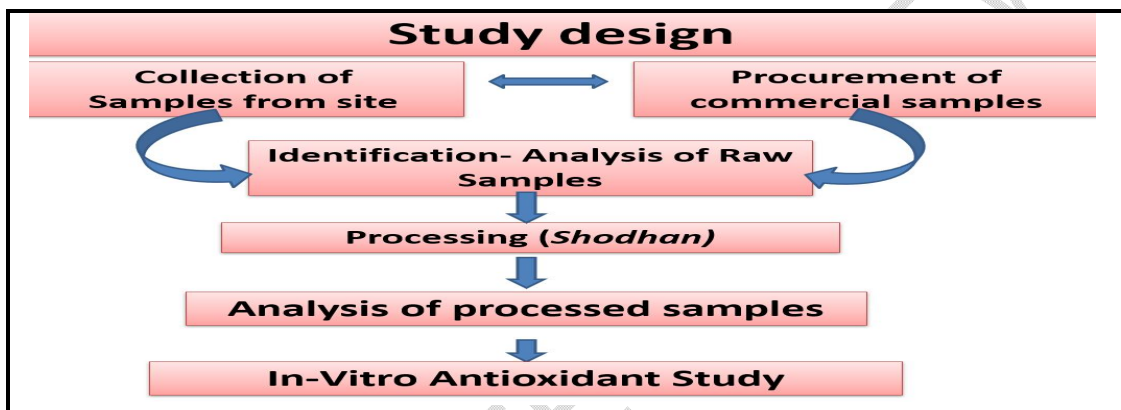 Study design
Collection of
Samples from site
Procurement of
commercial samples
Identification- Analysis of Raw
Samples
Processing (Shodhan)
Analysis of processed samples
In-Vitro Antioxidant Study